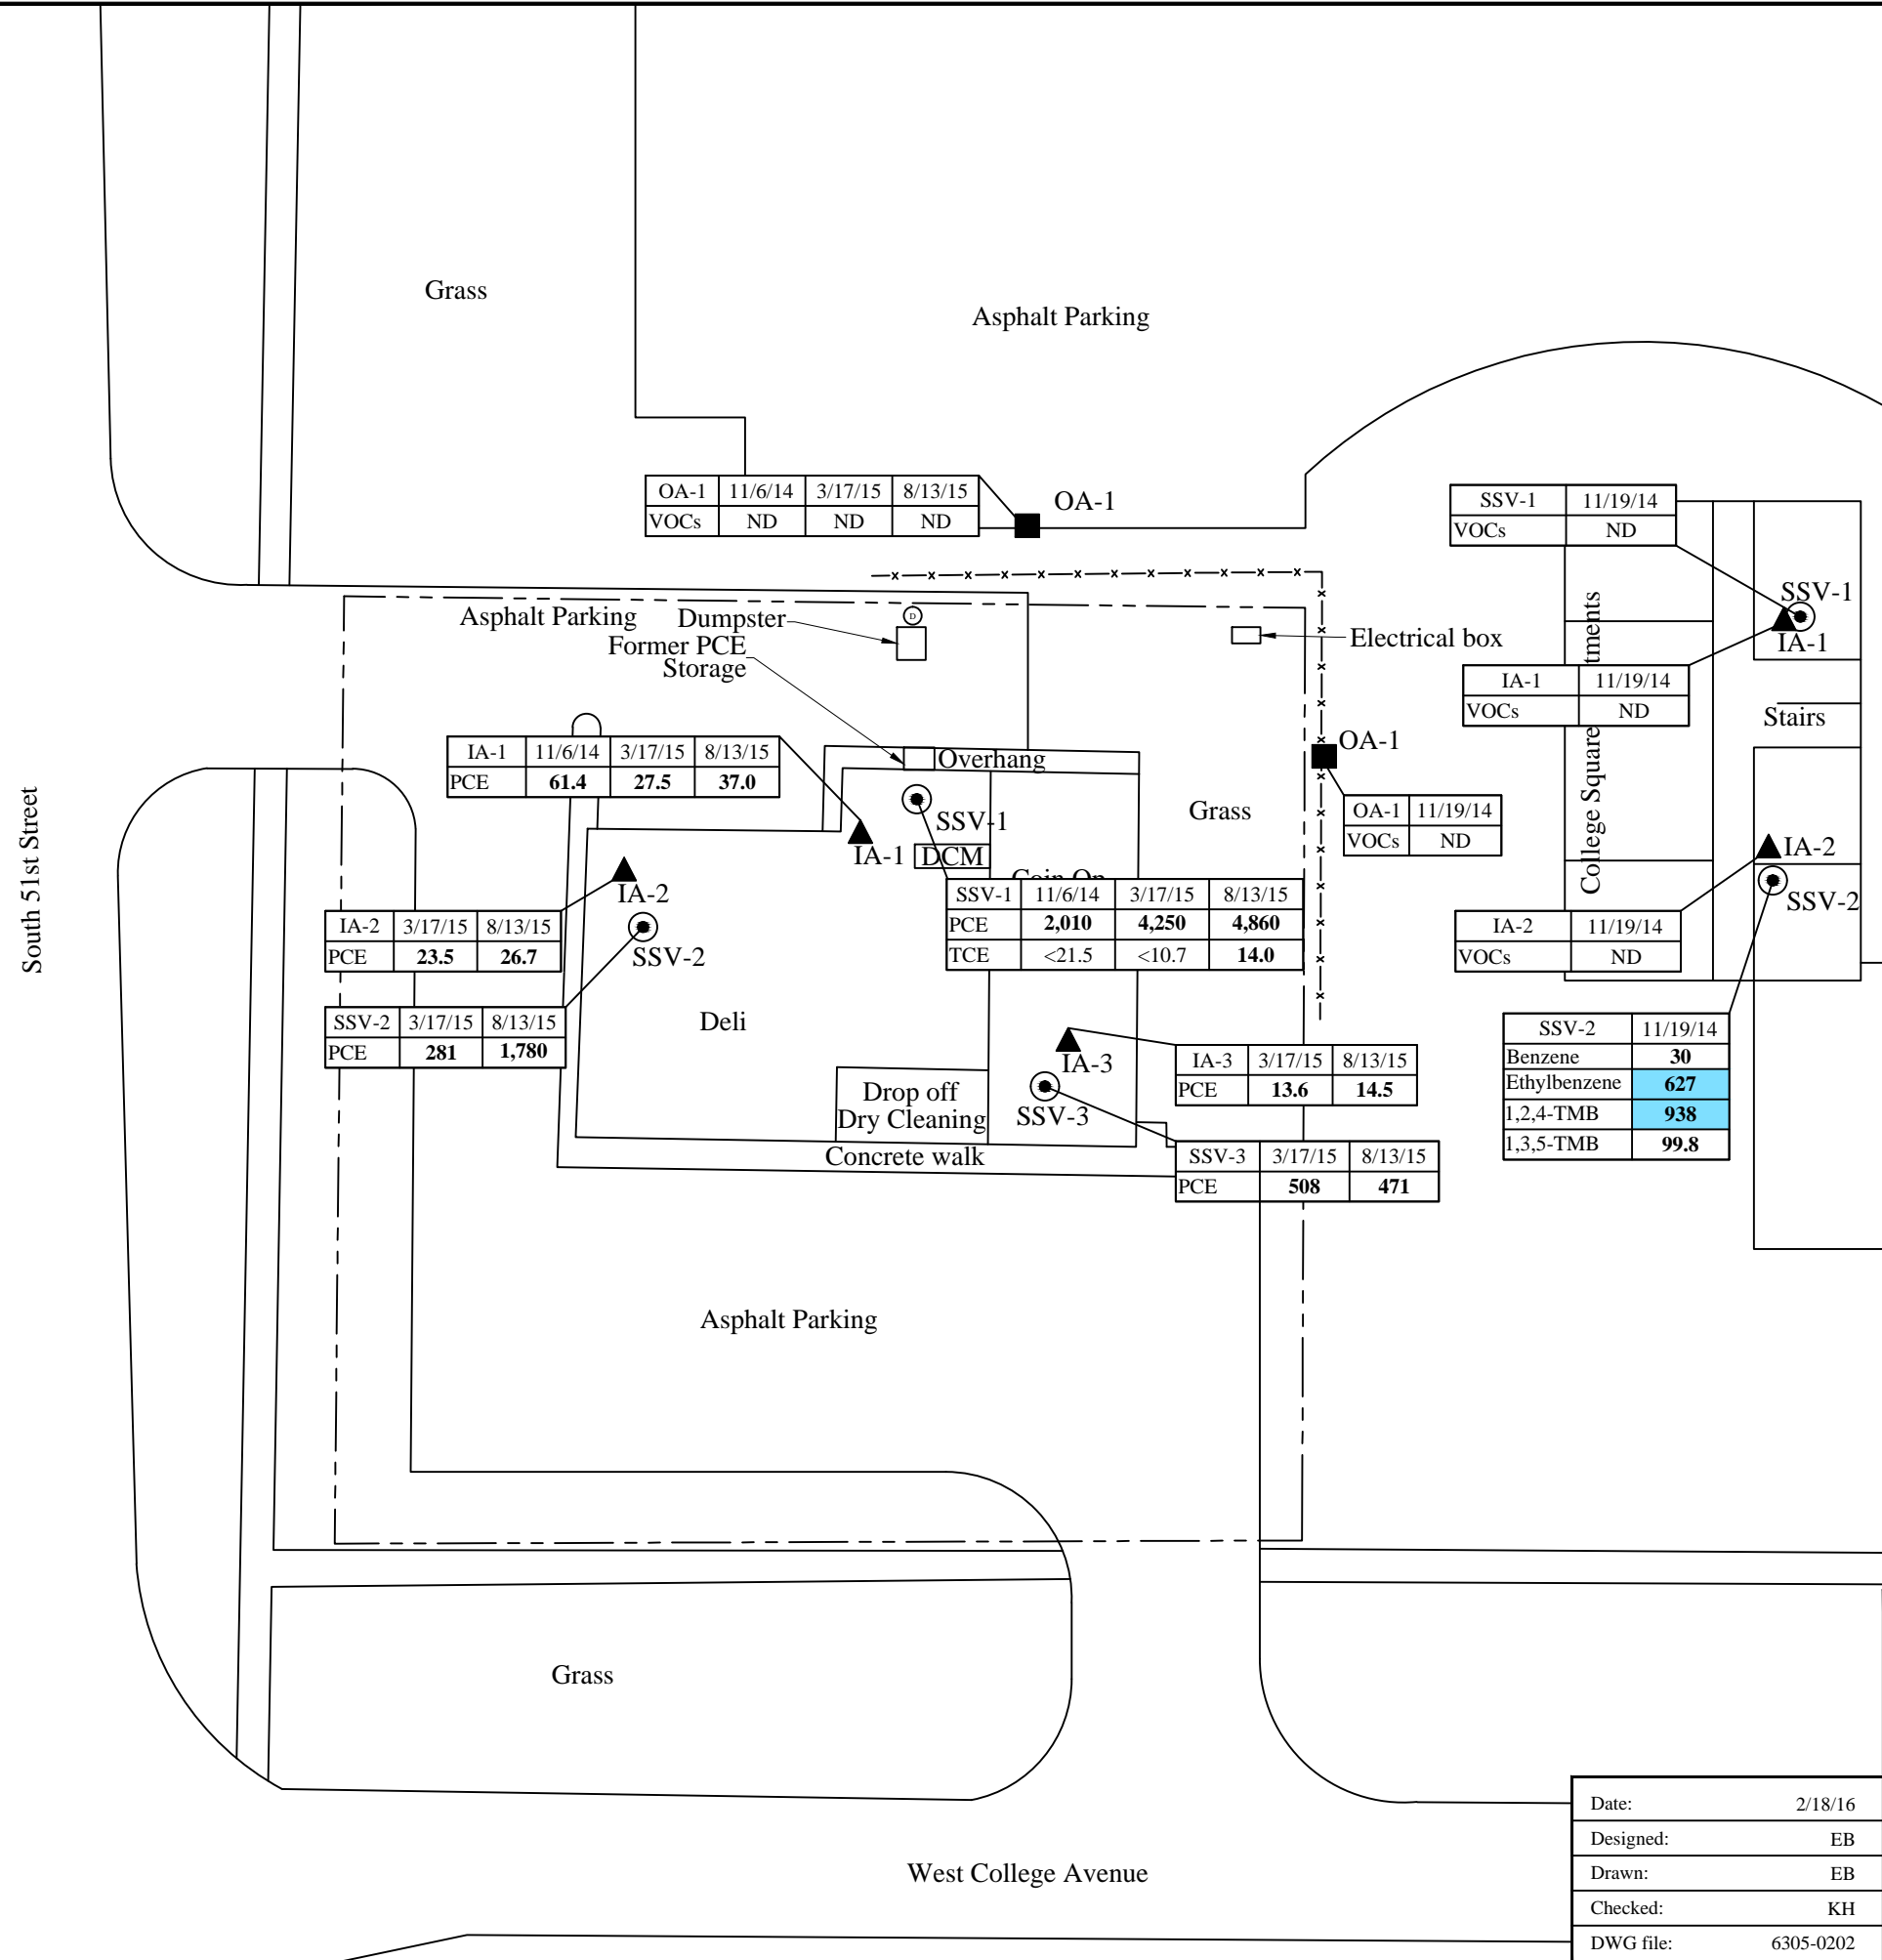 Grass
Asphalt Parking
OA-1 11/6/14 3/17/15 8/13/15
VOCs ND ND ND
OA-1
SSV-1 11/19/14
VOCs ND
SSV-1
IA-1
IA-1 11/19/14
VOCs ND
Stairs
College Square
tments
Asphalt Parking
Dumpster
D
Former PCE
Storage
Electrical box
IA-1 11/6/14 3/17/15 8/13/15
PCE 61.4 27.5 37.0
Overhang
OA-1
Grass
OA-1 11/19/14
VOCs ND
SSV-1
IA-1
DCM
Coin Op
SSV-1 11/6/14 3/17/15 8/13/15
PCE 2,010 4,250 4,860
TCE <21.5 <10.7 14.0
IA-2
IA-2 3/17/15 8/13/15
PCE 23.5 26.7
SSV-2
SSV-2 3/17/15 8/13/15
PCE 281 1,780
Deli
IA-2
SSV-2
IA-2 11/19/14
VOCs ND
SSV-2 11/19/14
Benzene 30
Ethylbenzene 627
1,2,4-TMB 938
1,3,5-TMB 99.8
IA-3
IA-3 3/17/15 8/13/15
PCE 13.6 14.5
Drop off
Dry Cleaning
SSV-3
Concrete walk
SSV-3 3/17/15 8/13/15
PCE 508 471
South 51st Street
Asphalt Parking
Grass
West College Avenue
Date: 2/18/16
Designed: EB
Drawn: EB
Checked: KH
DWG file: 6305-0202